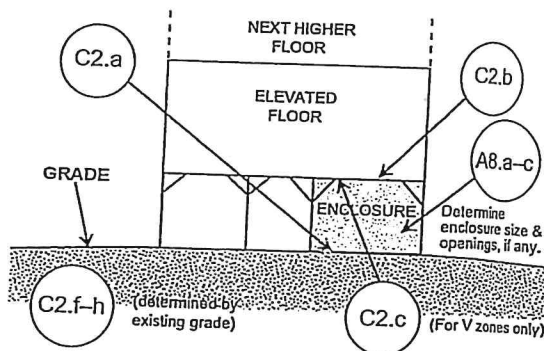 NEXT HIGHER
FLOOR
C2.a
C2.b
ELEVATED
FLOOR
A8.a–c
GRADE
ENCLOSURE
Determine
enclosure size &
openings, if any.
C2.f–h
(determined by
existing grade)
C2.c
(For V zones only)